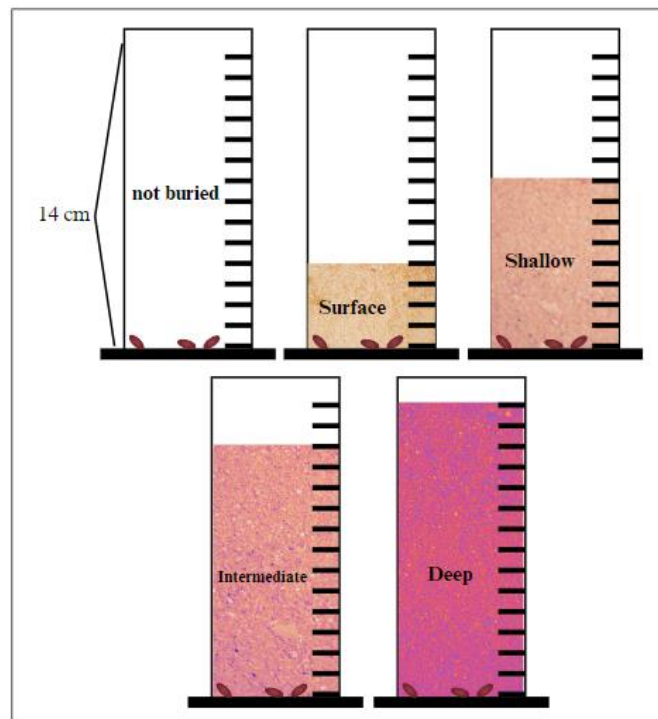 14 cm
not buried
Surface
Shallow
Intermediate
Deep